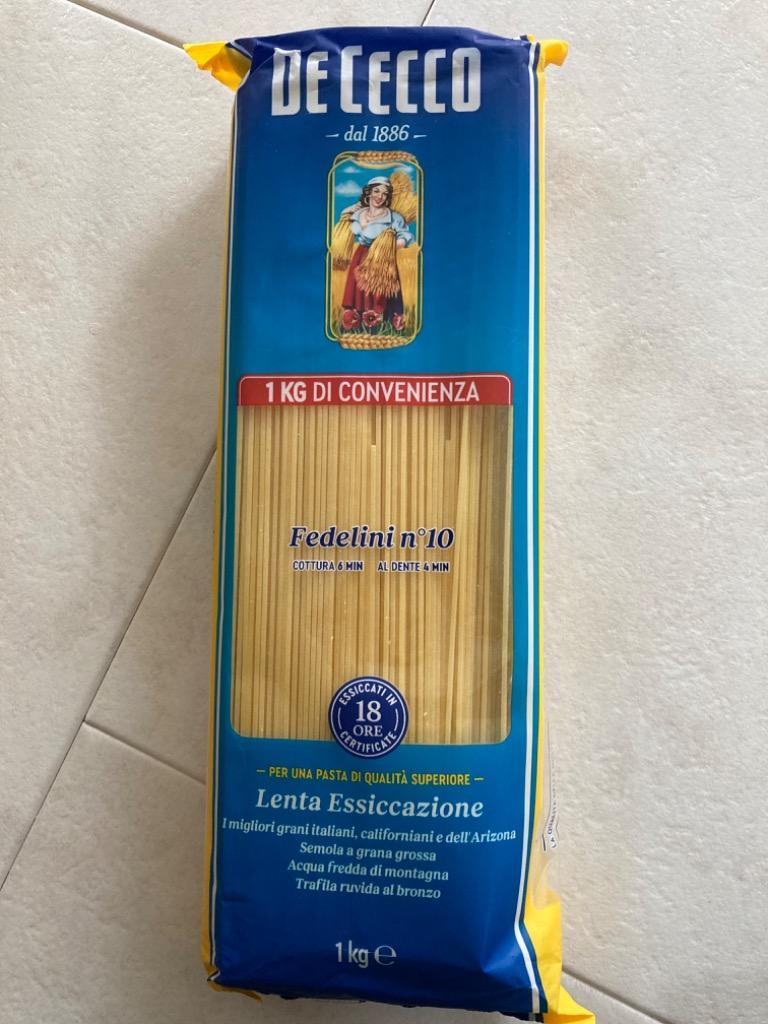 DE CECCO
dal 1886
1 KG DI CONVENIENZA
Fedelini n°10
COTTURA 6 MIN AL DENTE 4 MIN
ESSICCATI IN
18
ORE
CERTIFICATE
PER UNA PASTA DI QUALITÀ SUPERIORE
Lenta Essiccazione
I migliori grani italiani, californiani e dell'Arizona
Semola a grana grossa
Acqua fredda di montagna
Trafila ruvida al bronzo
1 kg ℮